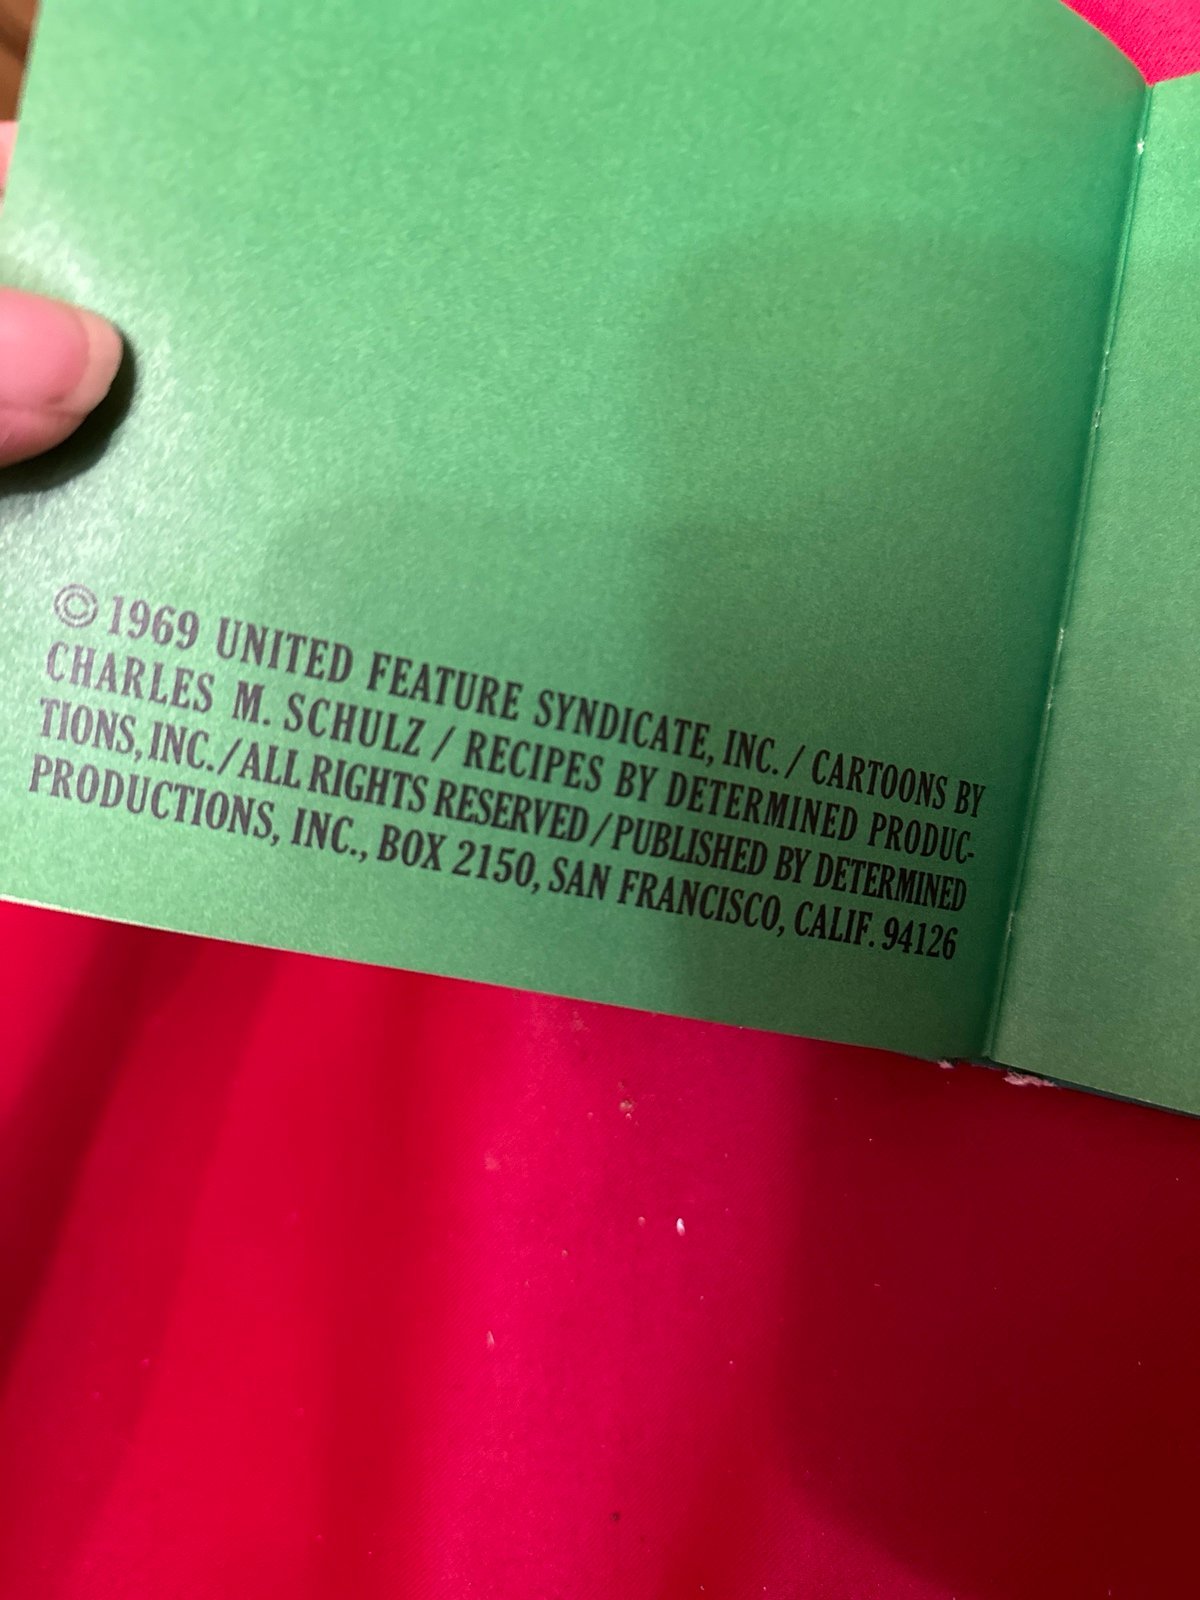 © 1969 UNITED FEATURE SYNDICATE, INC. / CARTOONS BY
CHARLES M. SCHULZ / RECIPES BY DETERMINED PRODUC-
TIONS, INC. / ALL RIGHTS RESERVED / PUBLISHED BY DETERMINED
PRODUCTIONS, INC., BOX 2150, SAN FRANCISCO, CALIF. 94126